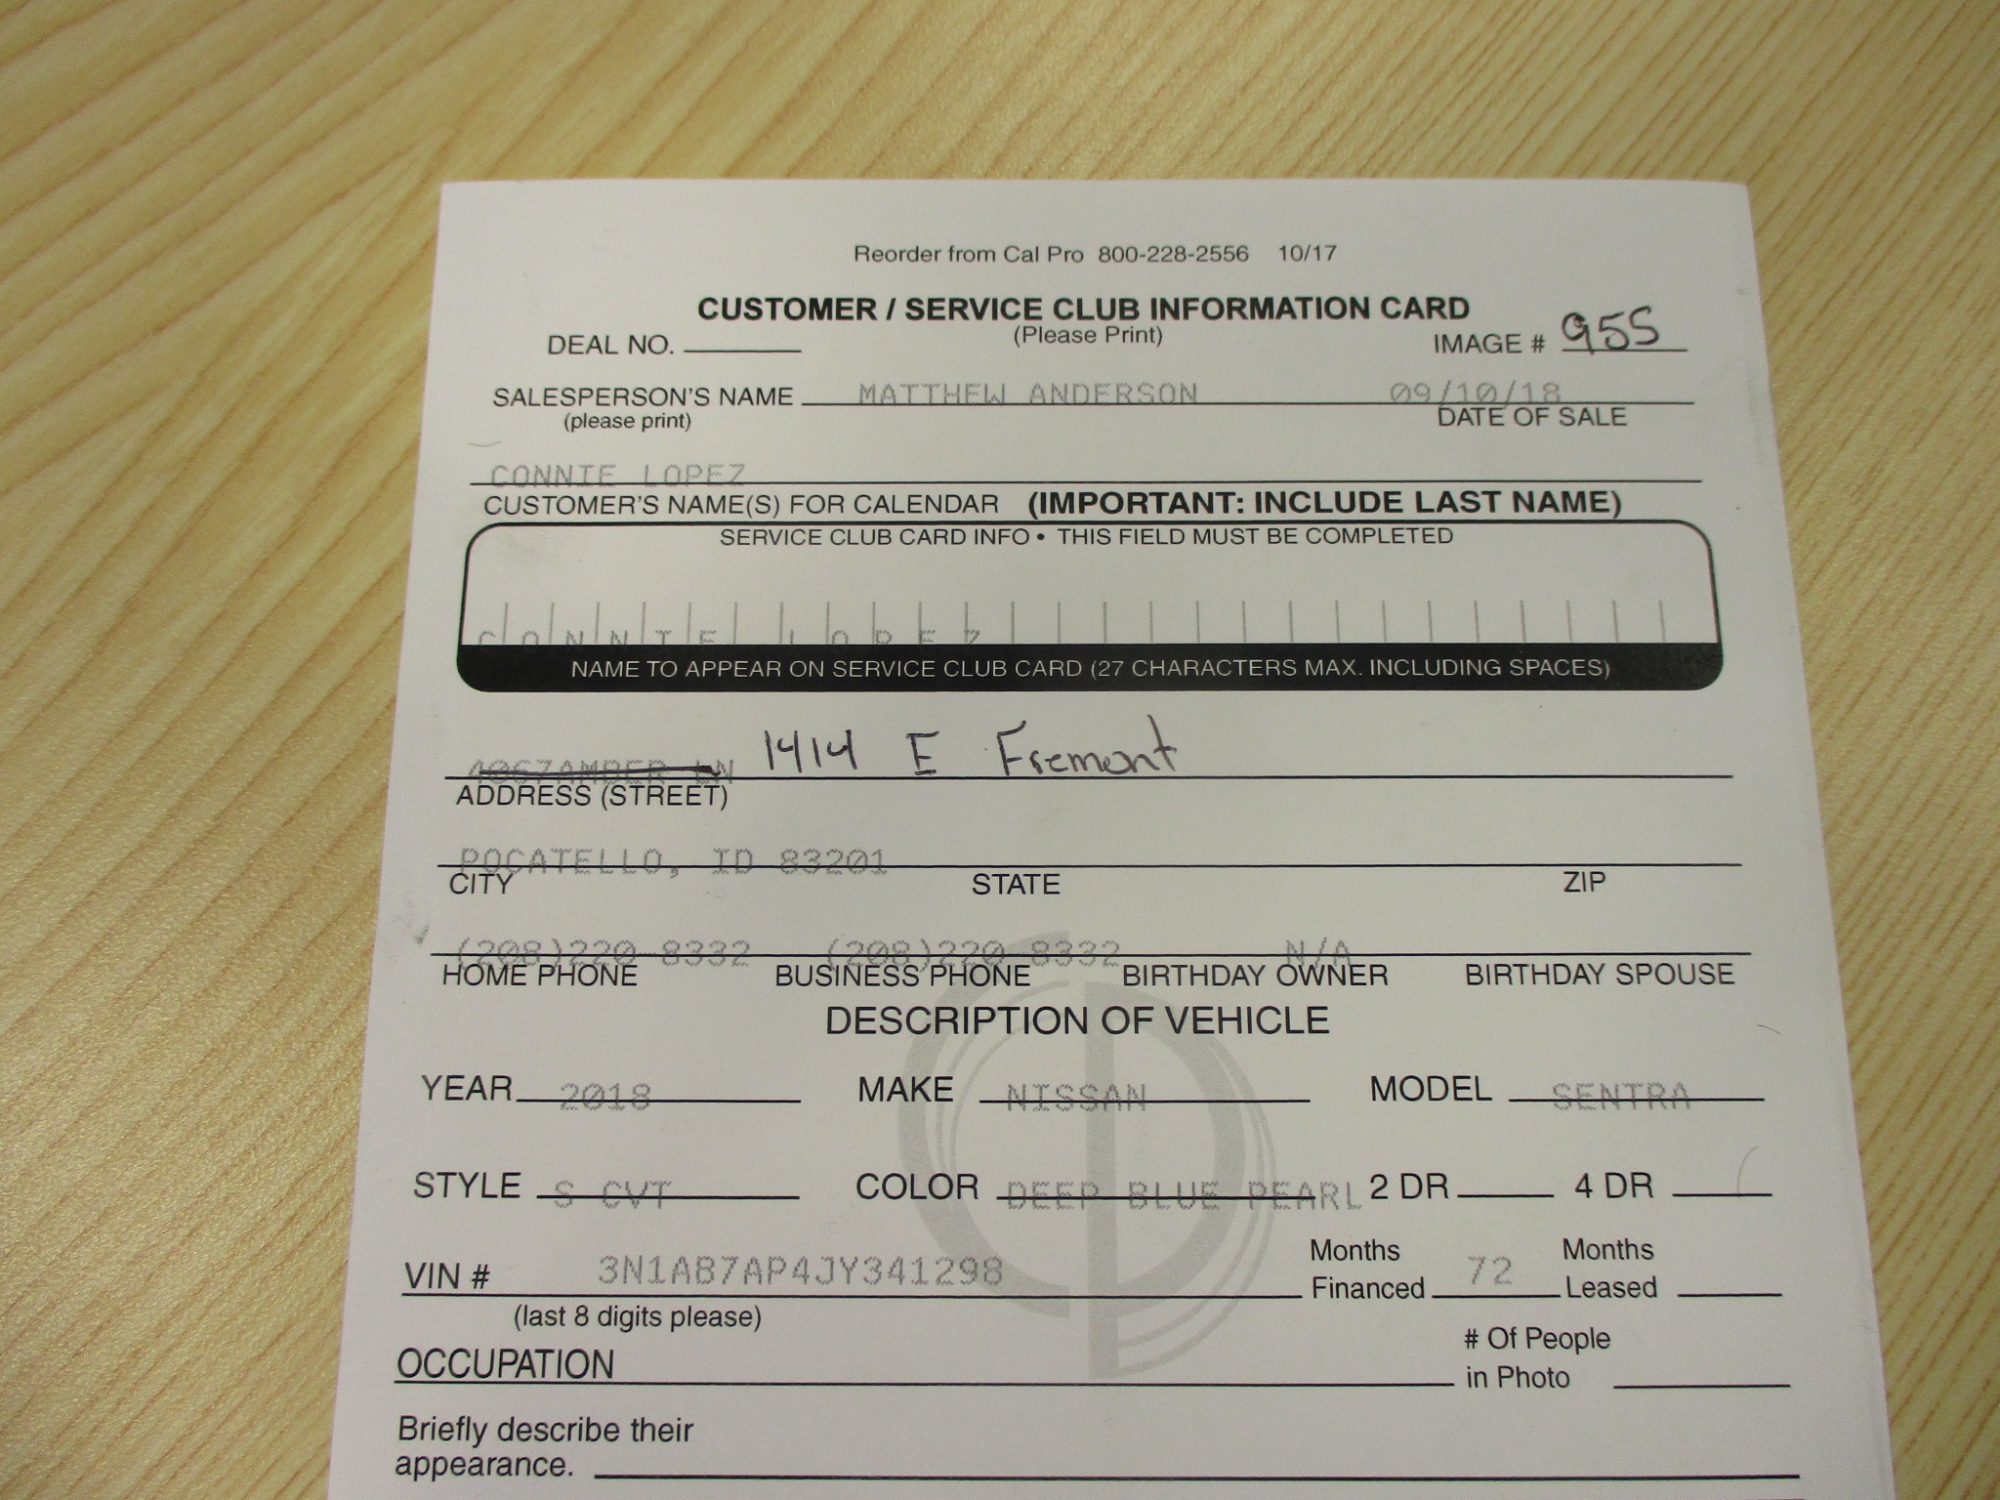 Reorder from Cal Pro 800-228-2556 10/17
CUSTOMER / SERVICE CLUB INFORMATION CARD
(Please Print)
DEAL NO. IMAGE # 955
SALESPERSON'S NAME MATTHEW ANDERSON 09/10/18
(please print) DATE OF SALE
CONNIE LOPEZ
CUSTOMER'S NAME(S) FOR CALENDAR (IMPORTANT: INCLUDE LAST NAME)
SERVICE CLUB CARD INFO • THIS FIELD MUST BE COMPLETED
CONNIE LOPEZ
NAME TO APPEAR ON SERVICE CLUB CARD (27 CHARACTERS MAX. INCLUDING SPACES)
4067AMBER LN 1414 E Fremont
ADDRESS (STREET)
POCATELLO, ID 83201
CITY STATE ZIP
(208)220-8332 (208)220-8332 N/A
HOME PHONE BUSINESS PHONE BIRTHDAY OWNER BIRTHDAY SPOUSE
DESCRIPTION OF VEHICLE
YEAR 2018 MAKE NISSAN MODEL SENTRA
STYLE S CVT COLOR DEEP BLUE PEARL 2 DR 4 DR
VIN # 3N1AB7AP4JY341298 Months Financed 72 Months Leased
(last 8 digits please)
OCCUPATION # Of People in Photo
Briefly describe their
appearance.